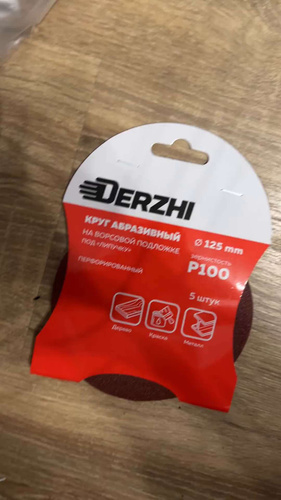 DERZHI
КРУГ АБРАЗИВНЫЙ
НА ВОРСОВОЙ ПОДЛОЖКЕ
ПОД «ЛИПУЧКУ»
ПЕРФОРИРОВАННЫЙ
Ø 125 mm
зернистость
P100
5 штук
Дерево
Краска
Металл